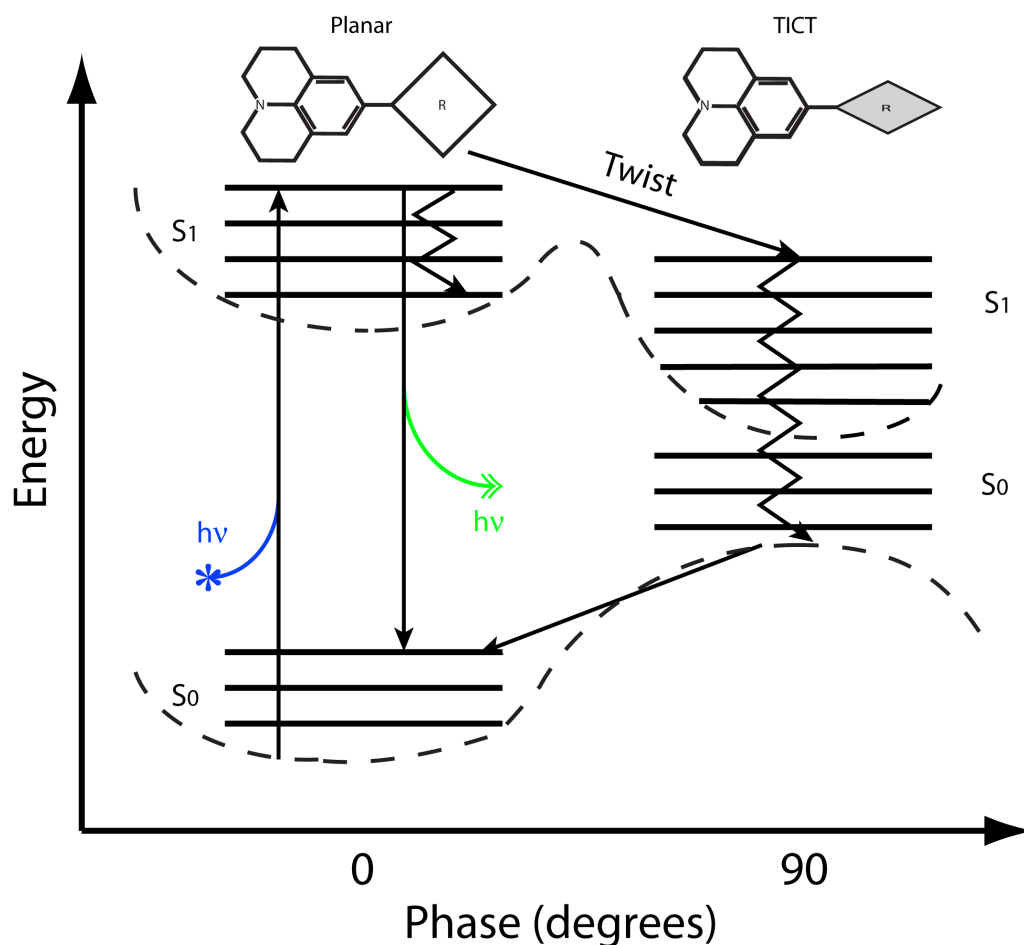 Planar
TICT
N
R
N
R
Twist
S1
S1
Energy
S0
hν
hν
S0
0
90
Phase (degrees)